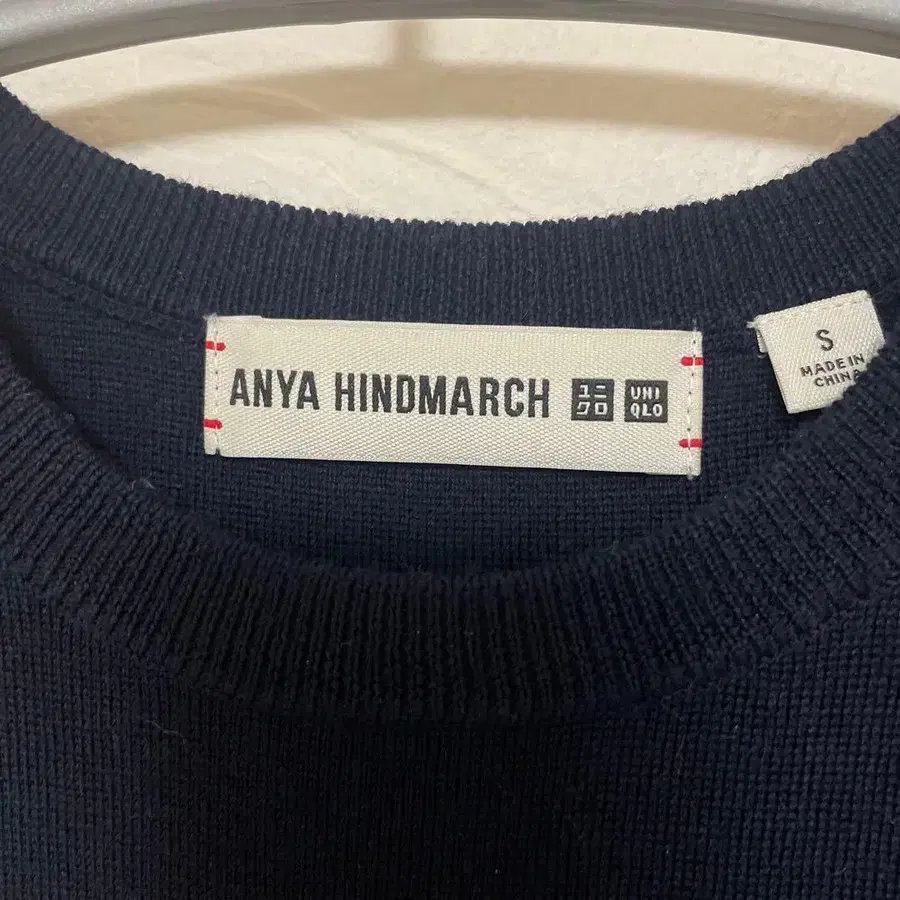 ANYA HINDMARCH ユニクロ UNIQLO
S
MADE IN
CHINA